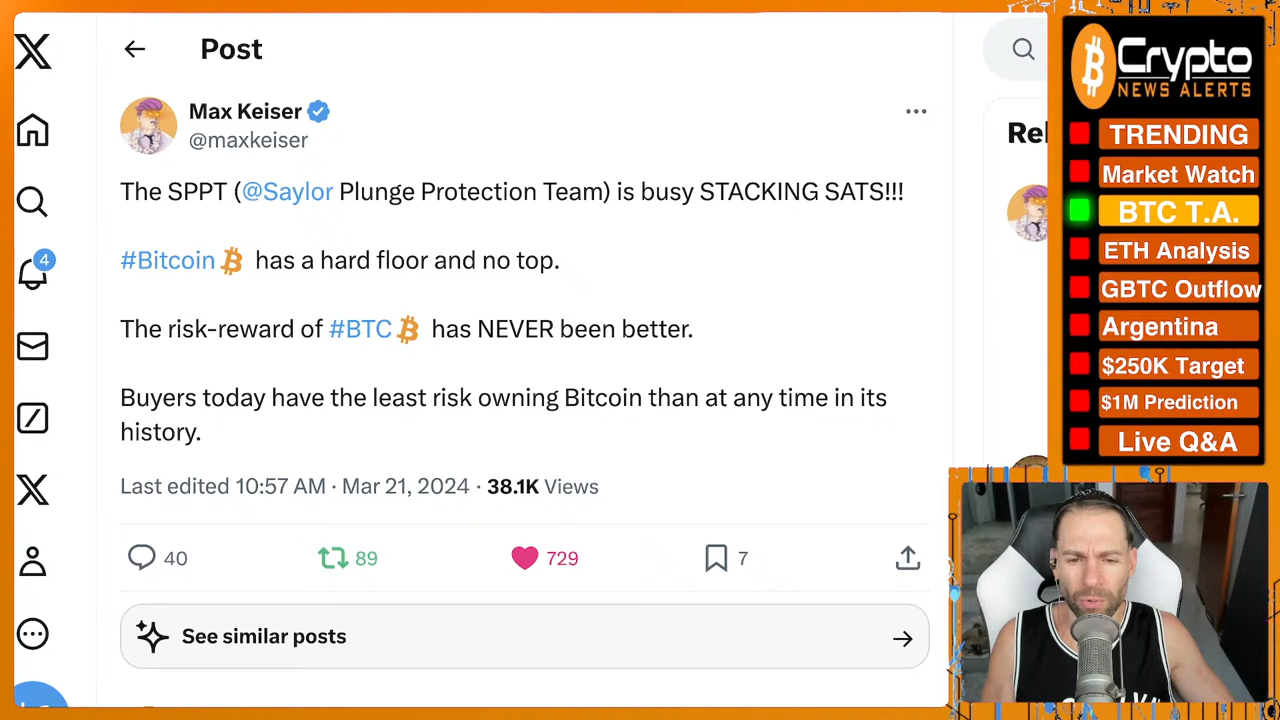 Post
Max Keiser
@maxkeiser
The SPPT (@Saylor Plunge Protection Team) is busy STACKING SATS!!!
#Bitcoin has a hard floor and no top.
The risk-reward of #BTC has NEVER been better.
Buyers today have the least risk owning Bitcoin than at any time in its
history.
Last edited 10:57 AM · Mar 21, 2024 · 38.1K Views
40 89 729 7
See similar posts
4
Rel
Crypto
NEWS ALERTS
TRENDING
Market Watch
BTC T.A.
ETH Analysis
GBTC Outflow
Argentina
$250K Target
$1M Prediction
Live Q&A